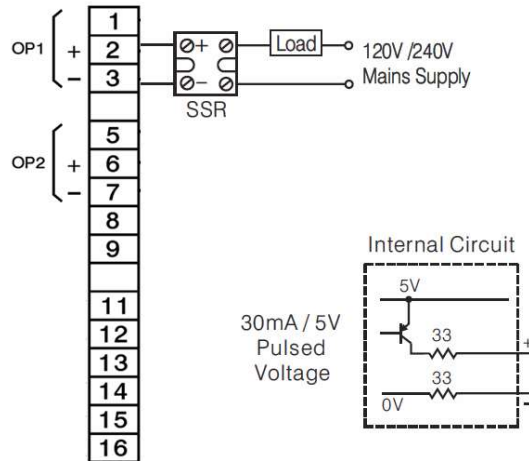 1
OP1
+
2
−
3
+
−
SSR
Load
120V /240V
Mains Supply
5
OP2
+
6
−
7
8
9
11
12
13
14
15
16
Internal Circuit
30mA / 5V
Pulsed
Voltage
5V
33
+
33
0V
−